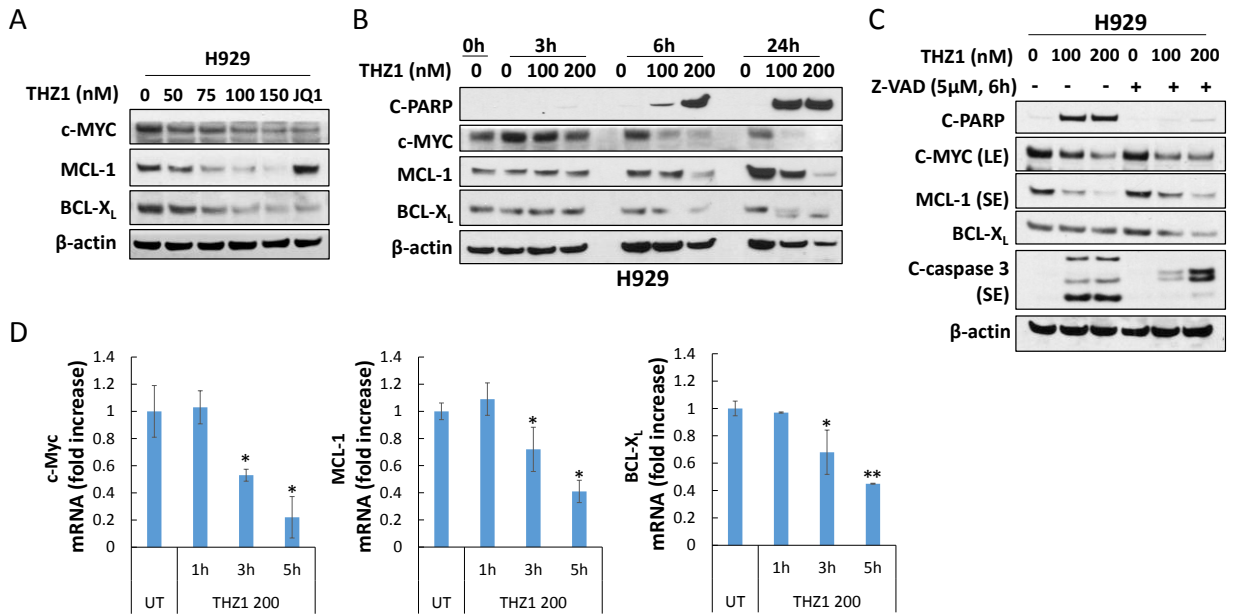 A
H929
THZ1 (nM) 0 50 75 100 150 JQ1
c-MYC
MCL-1
BCL-XL
β-actin
B
0h 3h 6h 24h
THZ1 (nM) 0 0 100 200 0 100 200 0 100 200
C-PARP
c-MYC
MCL-1
BCL-XL
β-actin
H929
C
H929
THZ1 (nM) 0 100 200 0 100 200
Z-VAD (5μM, 6h) - - - + + +
C-PARP
C-MYC (LE)
MCL-1 (SE)
BCL-XL
C-caspase 3
(SE)
β-actin
D
c-Myc
mRNA (fold increase)
1.4
1.2
1
0.8
0.6
0.4
0.2
0
* *
1h 3h 5h
UT THZ1 200
MCL-1
mRNA (fold increase)
1.4
1.2
1
0.8
0.6
0.4
0.2
0
* *
1h 3h 5h
UT THZ1 200
BCL-XL
mRNA (fold increase)
1.4
1.2
1
0.8
0.6
0.4
0.2
0
* **
1h 3h 5h
UT THZ1 200